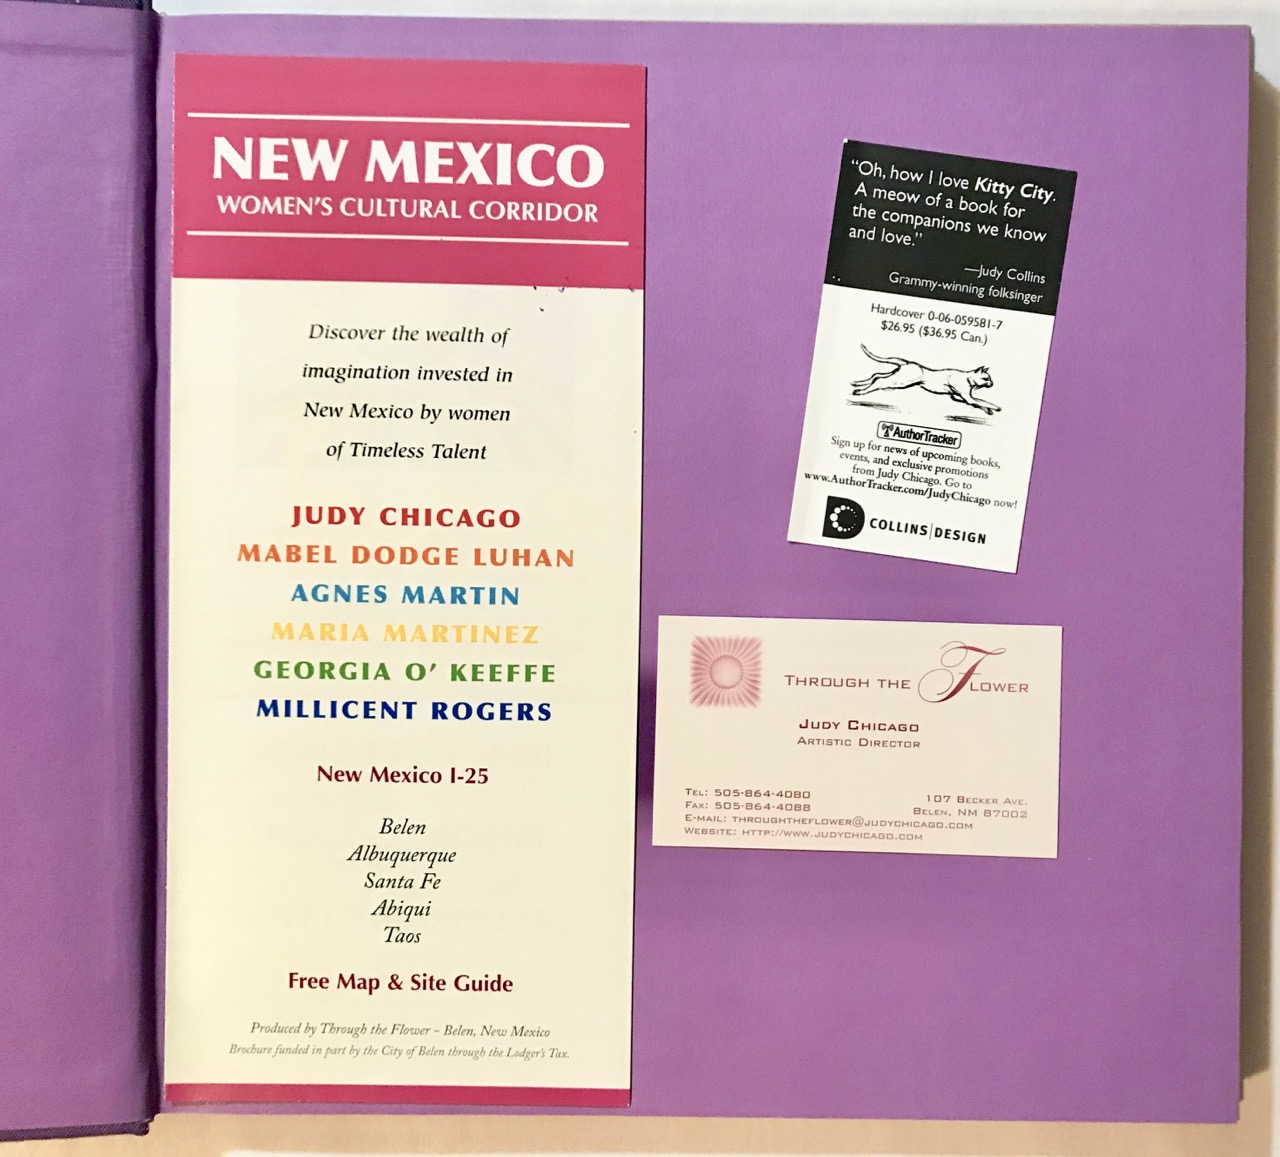 NEW MEXICO
WOMEN'S CULTURAL CORRIDOR
Discover the wealth of
imagination invested in
New Mexico by women
of Timeless Talent
JUDY CHICAGO
MABEL DODGE LUHAN
AGNES MARTIN
MARIA MARTINEZ
GEORGIA O' KEEFFE
MILLICENT ROGERS
New Mexico I-25
Belen
Albuquerque
Santa Fe
Abiqui
Taos
Free Map & Site Guide
Produced by Through the Flower - Belen, New Mexico
Brochure funded in part by the City of Belen through the Lodger's Tax.
"Oh, how I love Kitty City.
A meow of a book for
the companions we know
and love."
—Judy Collins
Grammy-winning folksinger
Hardcover 0-06-059581-7
$26.95 ($36.95 Can.)
AuthorTracker
Sign up for news of upcoming books,
events, and exclusive promotions
from Judy Chicago. Go to
www.AuthorTracker.com/JudyChicago now!
COLLINS|DESIGN
THROUGH THE FLOWER
JUDY CHICAGO
ARTISTIC DIRECTOR
TEL: 505-864-4080
FAX: 505-864-4088
107 BECKER AVE.
BELEN, NM 87002
E-MAIL: THROUGHTHEFLOWER@JUDYCHICAGO.COM
WEBSITE: HTTP://WWW.JUDYCHICAGO.COM